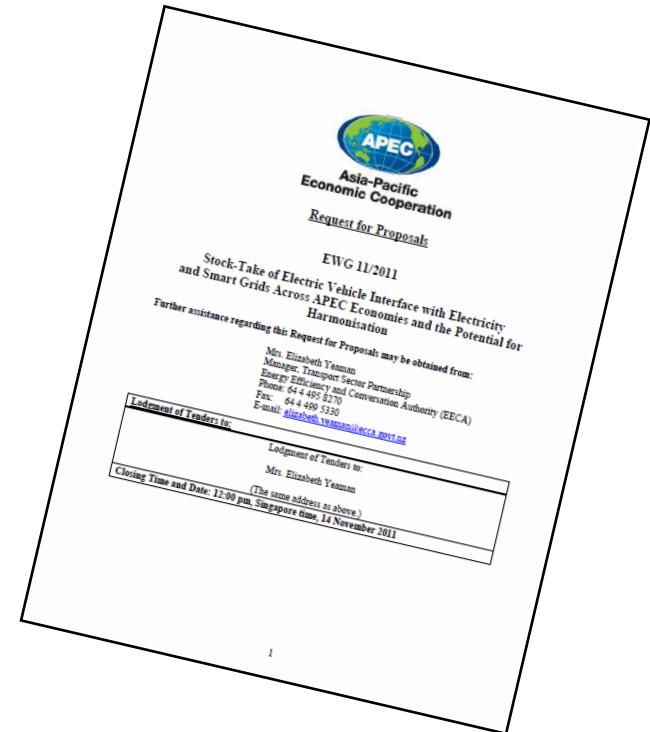 APEC
Asia-Pacific
Economic Cooperation
Request for Proposals
EWG 11/2011
Stock-Take of Electric Vehicle Interface with Electricity
and Smart Grids Across APEC Economies and the Potential for
Harmonisation
Further assistance regarding this Request for Proposals may be obtained from:
Mrs. Elizabeth Yeaman
Manager, Transport Sector Partnership
Energy Efficiency and Conversation Authority (EECA)
Phone: 64 4 495 8270
Fax: 64 4 499 5330
E-mail: elizabeth.yeaman@ecca.govt.nz
Lodgment of Tenders to:
Lodgment of Tenders to:
Mrs. Elizabeth Yeaman
(The same address as above.)
Closing Time and Date: 12:00 pm, Singapore time, 14 November 2011
1